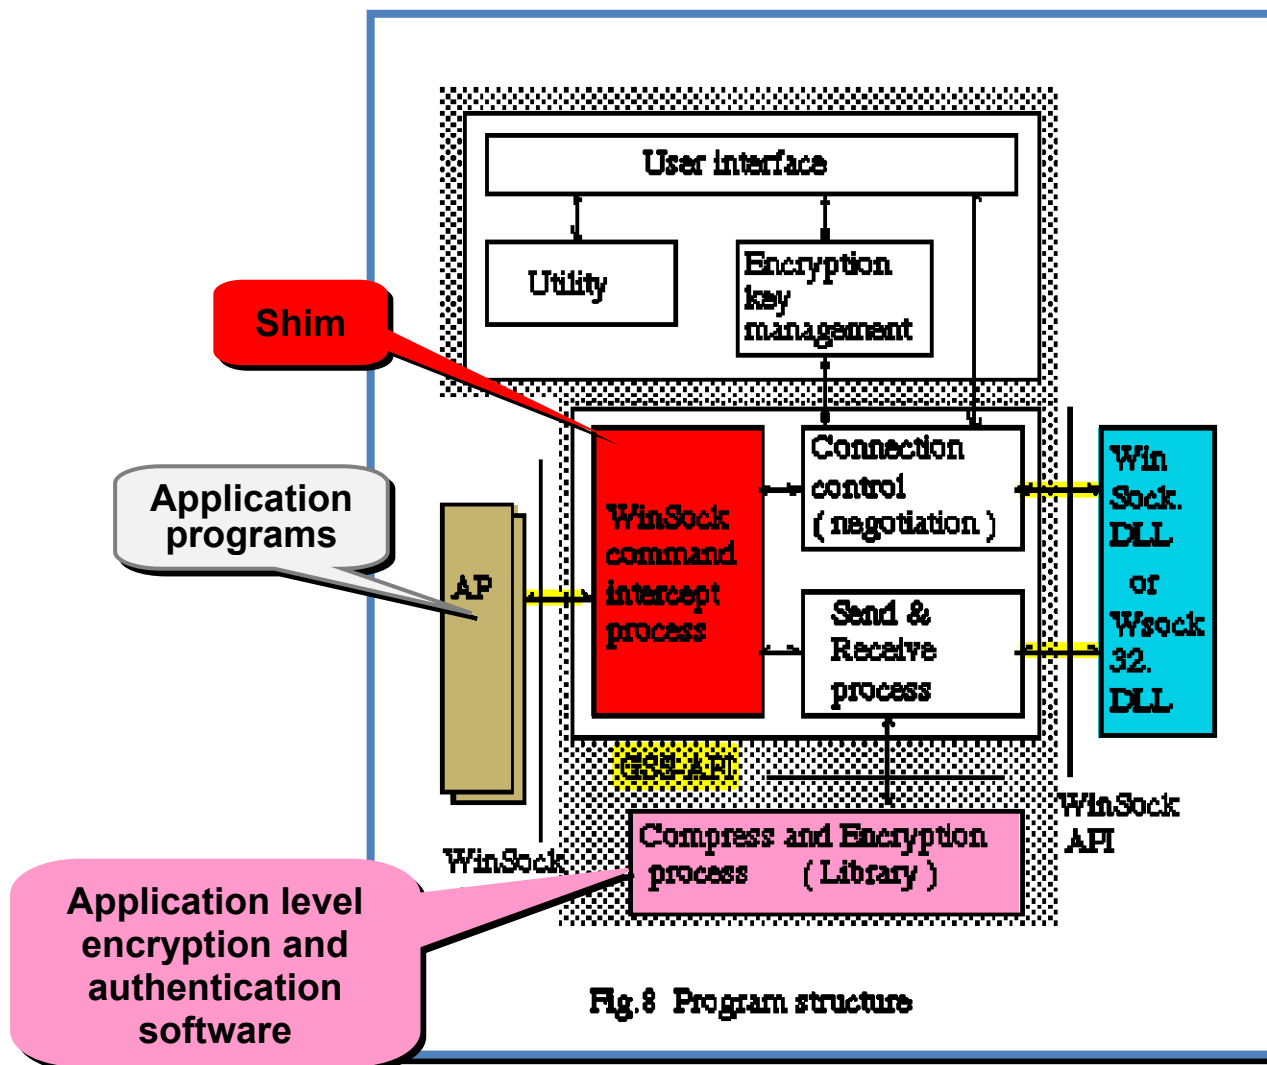 User interface
Utility
Encryption
key
management
Shim
Application
programs
AP
WinSock
command
intercept
process
Connection
control
( negotiation )
Send &
Receive
process
Win
Sock.
DLL
or
Wsock
32.
DLL
GSS-API
WinSock
API
WinSock
Compress and Encryption
process ( Library )
Application level
encryption and
authentication
software
Fig.8 Program structure